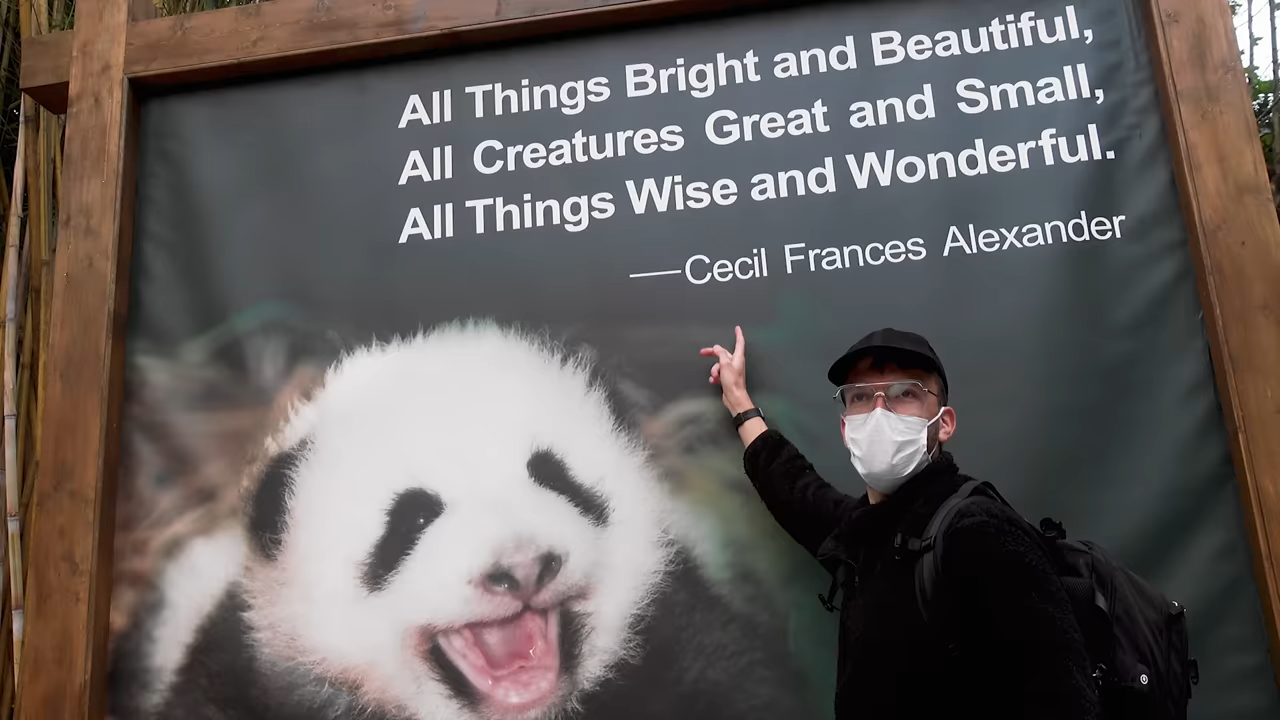 All Things Bright and Beautiful,
All Creatures Great and Small,
All Things Wise and Wonderful.
—Cecil Frances Alexander